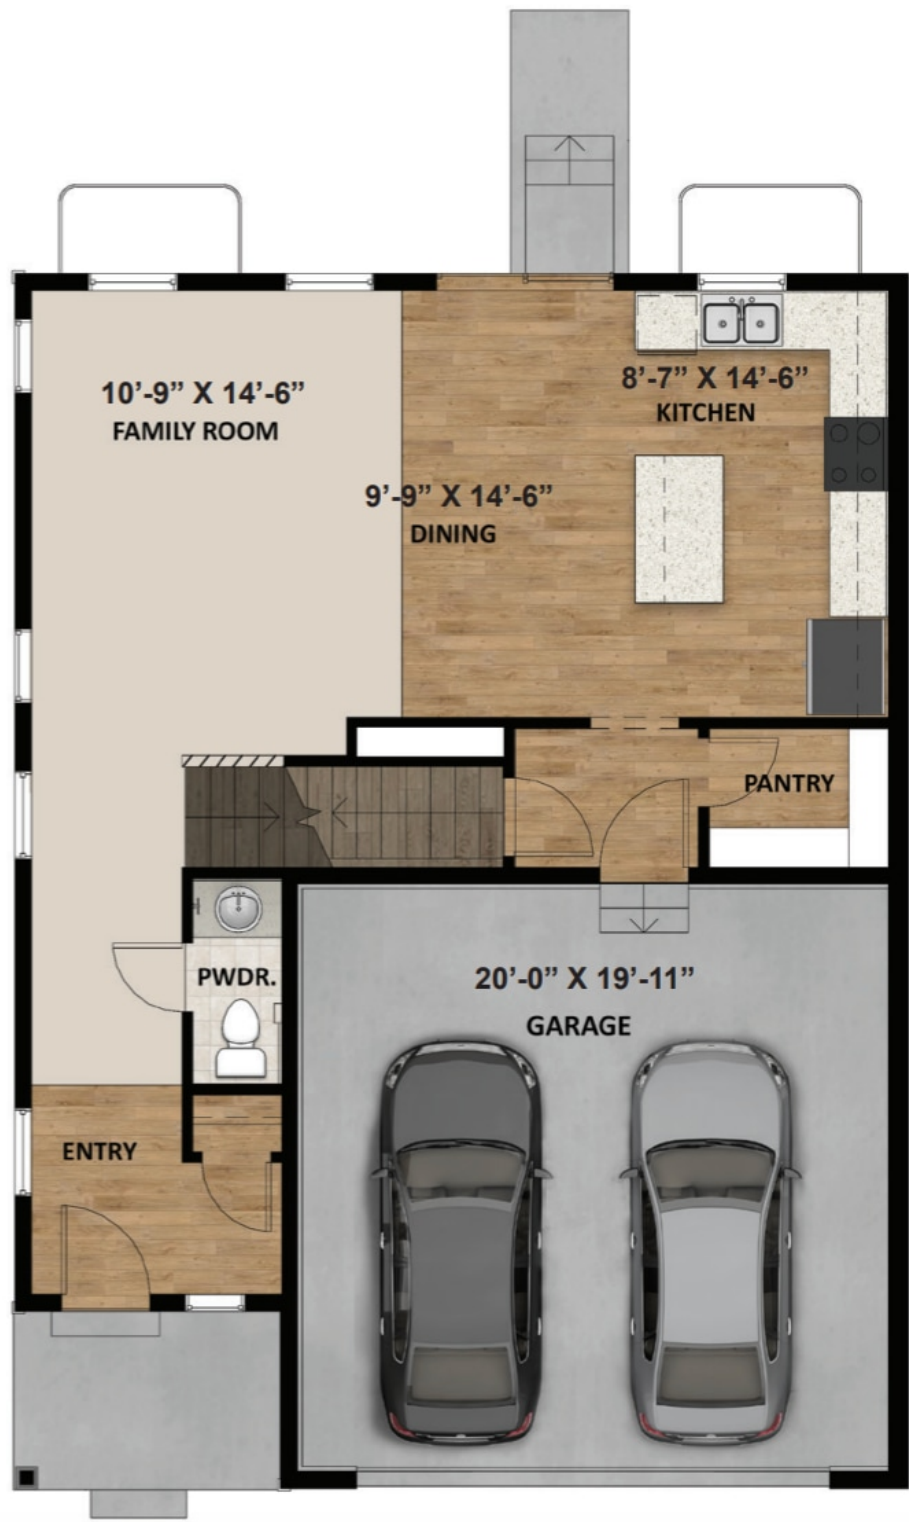 10’-9” X 14’-6”
FAMILY ROOM
8’-7” X 14’-6”
KITCHEN
9’-9” X 14’-6”
DINING
PANTRY
PWDR.
20’-0” X 19’-11”
GARAGE
ENTRY